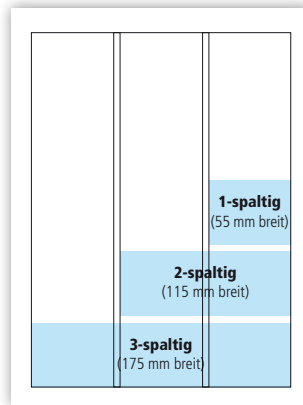 1-spaltig
(55 mm breit)
2-spaltig
(115 mm breit)
3-spaltig
(175 mm breit)